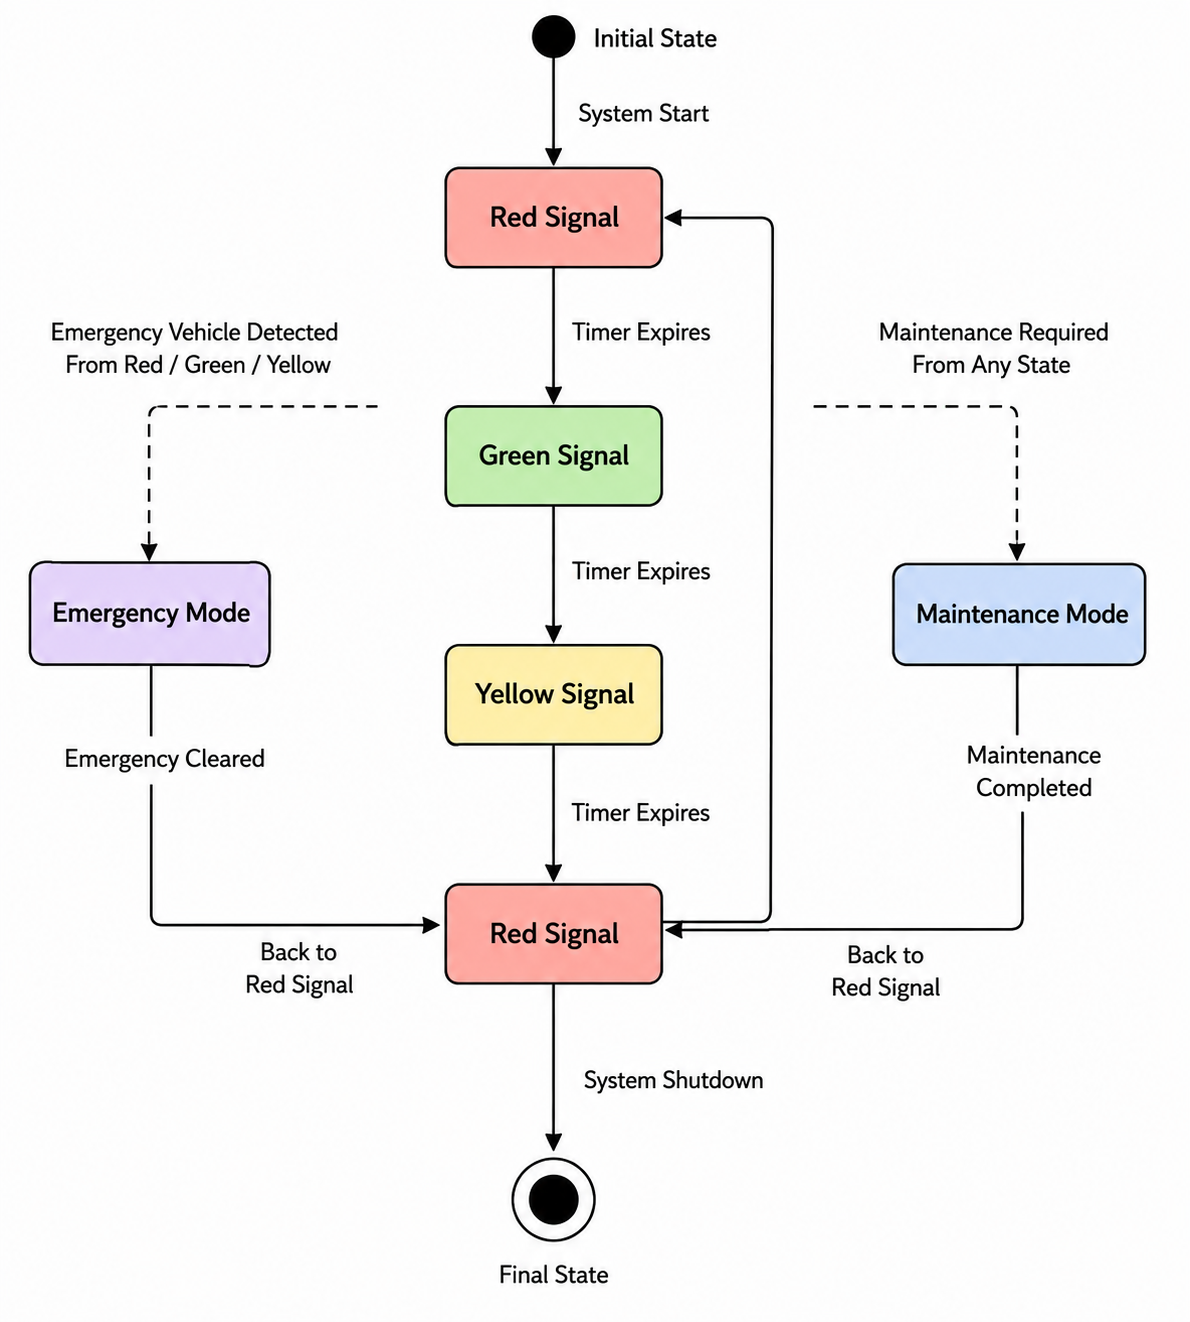 Initial State
System Start
Red Signal
Emergency Vehicle Detected
From Red / Green / Yellow
Timer Expires
Maintenance Required
From Any State
Green Signal
Timer Expires
Emergency Mode
Maintenance Mode
Yellow Signal
Emergency Cleared
Maintenance
Completed
Timer Expires
Red Signal
Back to
Red Signal
Back to
Red Signal
System Shutdown
Final State